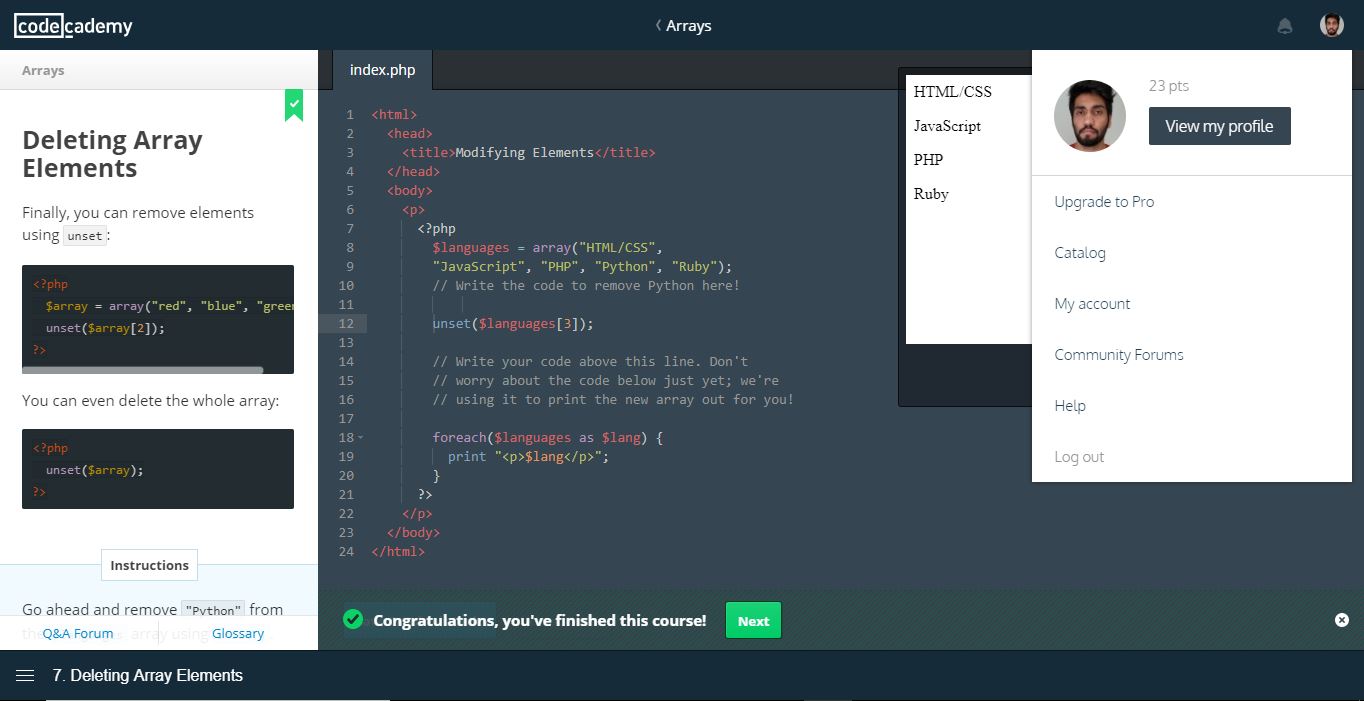 codecademy
Arrays
Arrays
Deleting Array
Elements
Finally, you can remove elements
using unset:
<?php
$array = array("red", "blue", "green
unset($array[2]);
?>
You can even delete the whole array:
<?php
unset($array);
?>
Instructions
Go ahead and remove "Python" from
the array using
Q&A Forum
Glossary
index.php
1 <html>
2 <head>
3 <title>Modifying Elements</title>
4 </head>
5 <body>
6 <p>
7 <?php
8 $languages = array("HTML/CSS",
9 "JavaScript", "PHP", "Python", "Ruby");
10 // Write the code to remove Python here!
11
12 unset($languages[3]);
13
14 // Write your code above this line. Don't
15 // worry about the code below just yet; we're
16 // using it to print the new array out for you!
17
18 foreach($languages as $lang) {
19 print "<p>$lang</p>";
20 }
21 ?>
22 </p>
23 </body>
24 </html>
HTML/CSS
JavaScript
PHP
Ruby
23 pts
View my profile
Upgrade to Pro
Catalog
My account
Community Forums
Help
Log out
Congratulations, you've finished this course!
Next
7. Deleting Array Elements